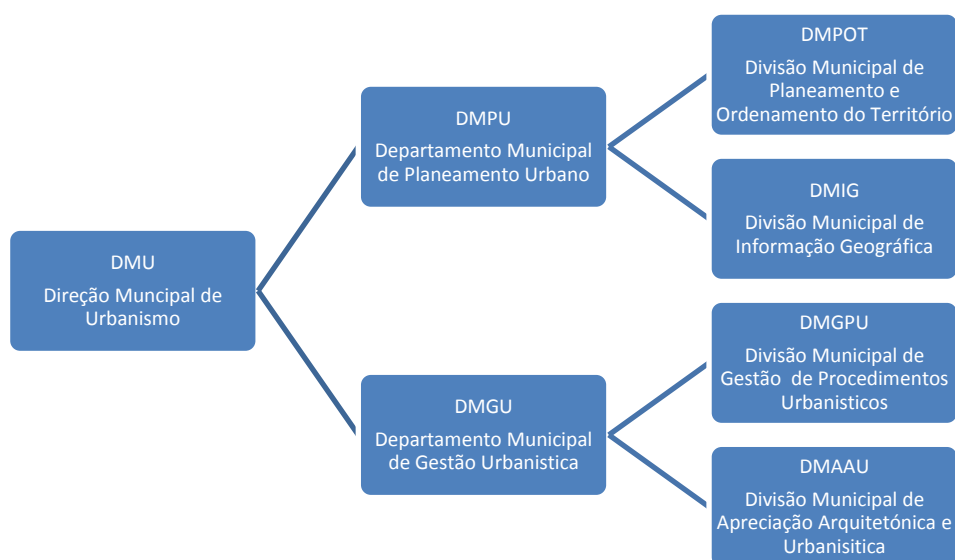 DMU
Direção Muncipal de
Urbanismo
DMPU
Departamento Municipal
de Planeamento Urbano
DMPOT
Divisão Municipal de
Planeamento e
Ordenamento do Território
DMIG
Divisão Municipal de
Informação Geográfica
DMGU
Departamento Municipal
de Gestão Urbanistica
DMGPU
Divisão Municipal de
Gestão  de Procedimentos
Urbanisticos
DMAAU
Divisão Municipal de
Apreciação Arquitetónica e
Urbanisitica